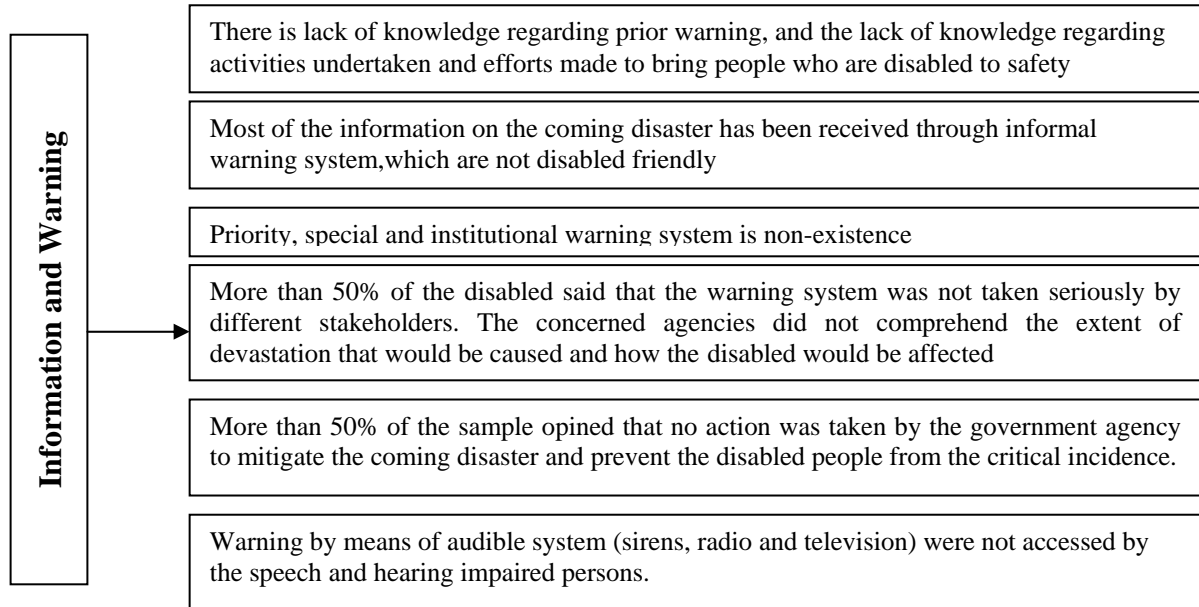 Information and Warning
There is lack of knowledge regarding prior warning, and the lack of knowledge regarding
activities undertaken and efforts made to bring people who are disabled to safety
Most of the information on the coming disaster has been received through informal
warning system,which are not disabled friendly
Priority, special and institutional warning system is non-existence
More than 50% of the disabled said that the warning system was not taken seriously by
different stakeholders. The concerned agencies did not comprehend the extent of
devastation that would be caused and how the disabled would be affected
More than 50% of the sample opined that no action was taken by the government agency
to mitigate the coming disaster and prevent the disabled people from the critical incidence.
Warning by means of audible system (sirens, radio and television) were not accessed by
the speech and hearing impaired persons.